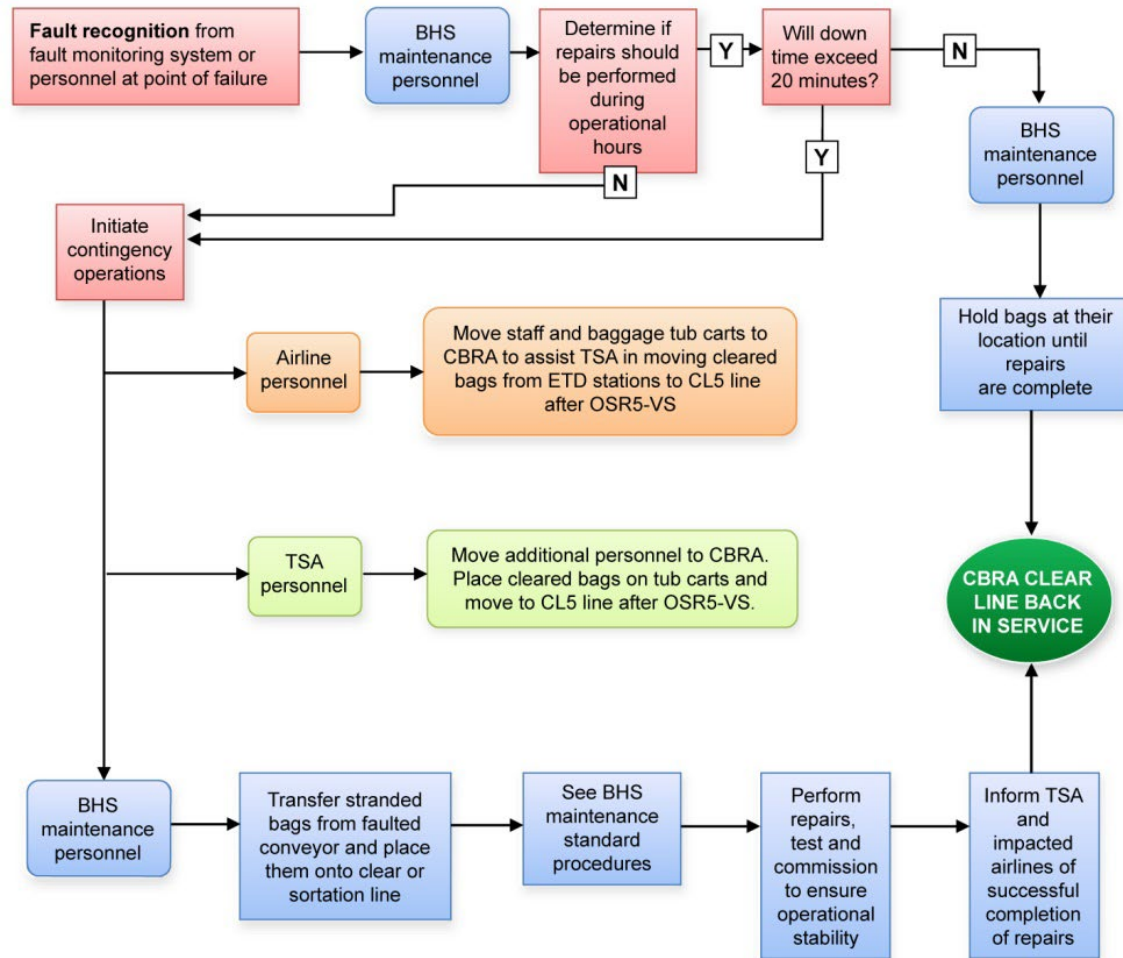 Fault recognition from
fault monitoring system or
personnel at point of failure
BHS
maintenance
personnel
Determine if
repairs should
be performed
during
operational
hours
Y
Will down
time exceed
20 minutes?
N
BHS
maintenance
personnel
Y
N
Initiate
contingency
operations
Hold bags at their
location until
repairs
are complete
Airline
personnel
Move staff and baggage tub carts to
CBRA to assist TSA in moving cleared
bags from ETD stations to CL5 line
after OSR5-VS
TSA
personnel
Move additional personnel to CBRA.
Place cleared bags on tub carts and
move to CL5 line after OSR5-VS.
CBRA CLEAR
LINE BACK
IN SERVICE
BHS
maintenance
personnel
Transfer stranded
bags from faulted
conveyor and place
them onto clear or
sortation line
See BHS
maintenance
standard
procedures
Perform
repairs,
test and
commission
to ensure
operational
stability
Inform TSA
and
impacted
airlines of
successful
completion
of repairs